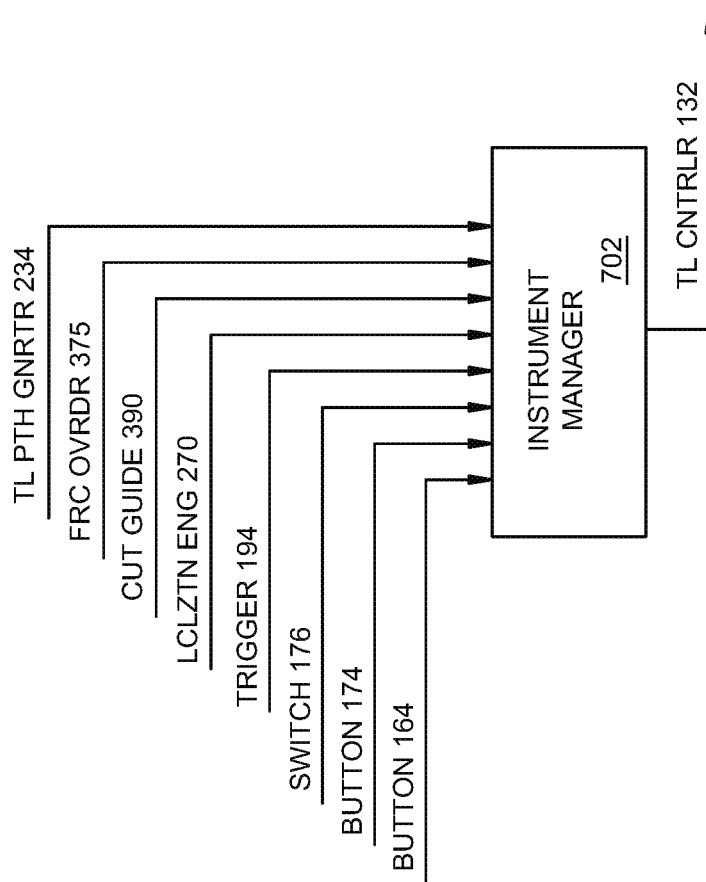 TL PTH GNRTR 234
FRC OVRDR 375
CUT GUIDE 390
LCLZTN ENG 270
TRIGGER 194
SWITCH 176
BUTTON 174
BUTTON 164
INSTRUMENT
MANAGER
702
TL CNTRLR 132